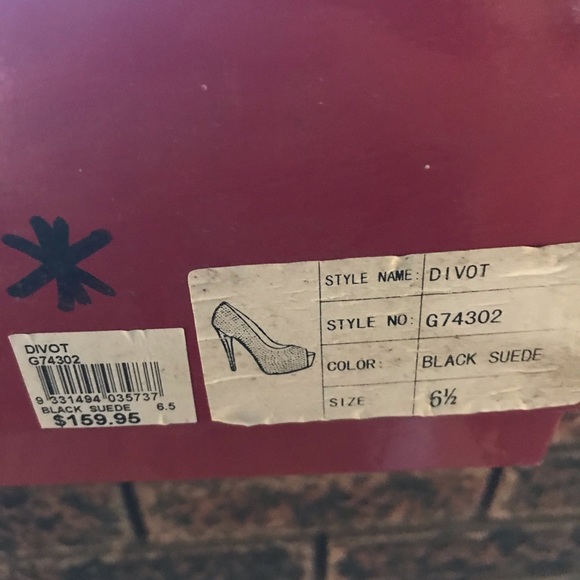 DIVOT
G74302
9 331494 035737
BLACK SUEDE 6.5
$159.95
STYLE NAME: DIVOT
STYLE NO: G74302
COLOR: BLACK SUEDE
SIZE 6½